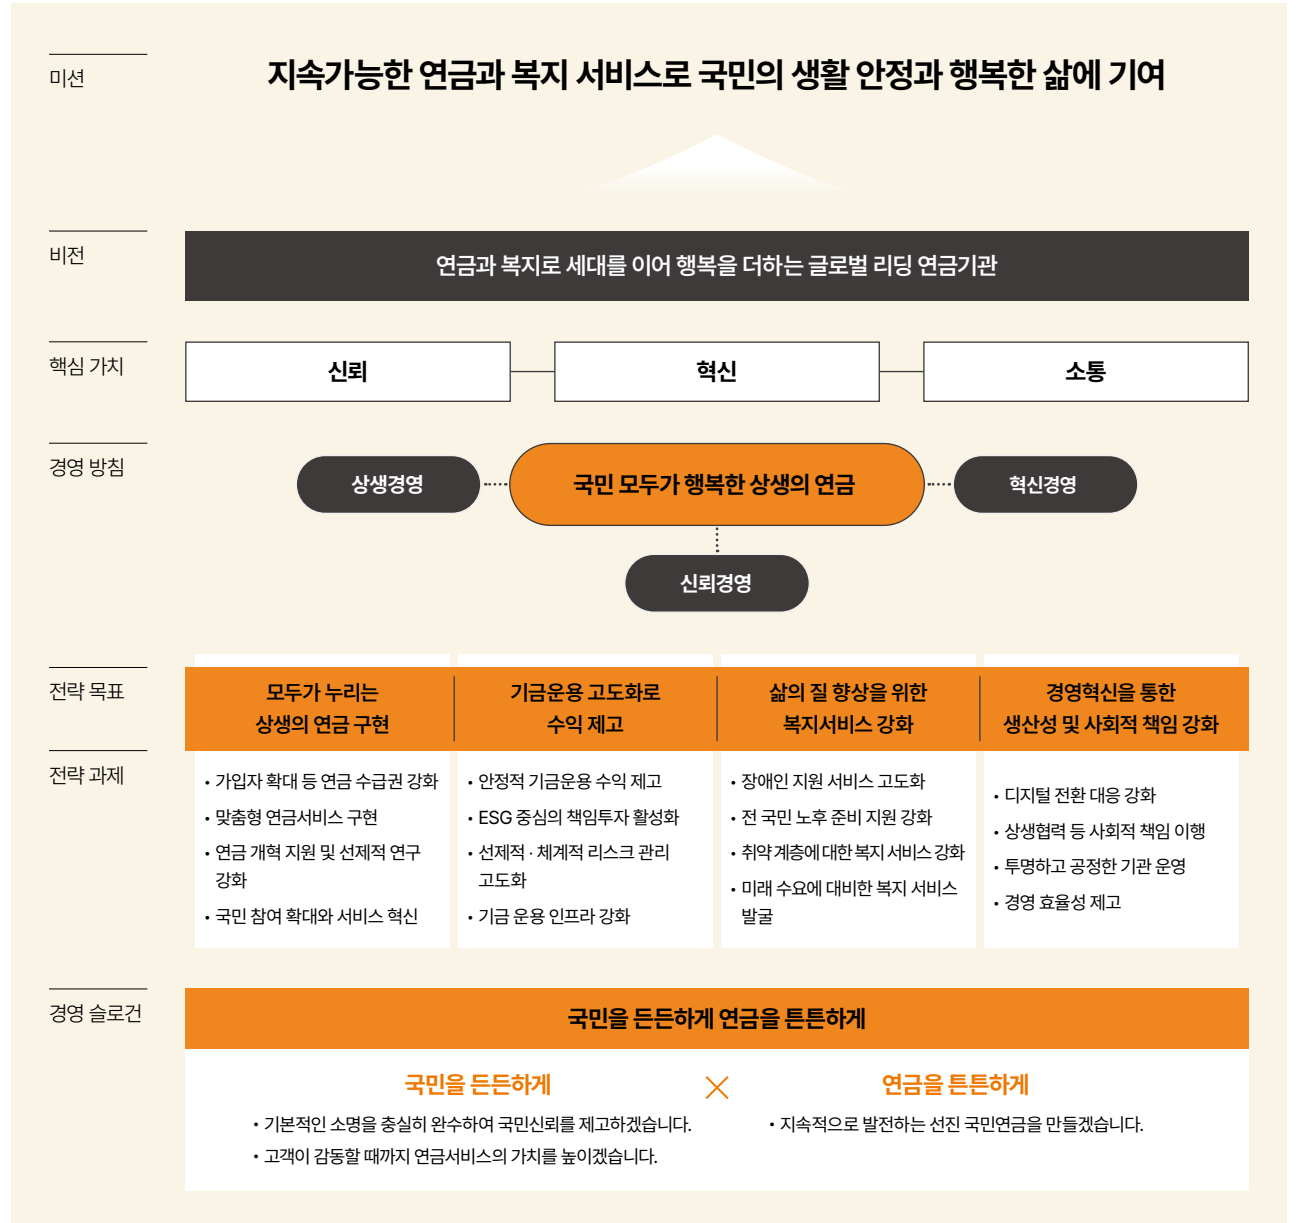 미션
지속가능한 연금과 복지 서비스로 국민의 생활 안정과 행복한 삶에 기여
비전
연금과 복지로 세대를 이어 행복을 더하는 글로벌 리딩 연금기관
핵심 가치
신뢰
혁신
소통
경영 방침
상생경영
국민 모두가 행복한 상생의 연금
혁신경영
신뢰경영
전략 목표
모두가 누리는
상생의 연금 구현
기금운용 고도화로
수익 제고
삶의 질 향상을 위한
복지서비스 강화
경영혁신을 통한
생산성 및 사회적 책임 강화
전략 과제
• 가입자 확대 등 연금 수급권 강화
• 맞춤형 연금서비스 구현
• 연금 개혁 지원 및 선제적 연구
강화
• 국민 참여 확대와 서비스 혁신
• 안정적 기금운용 수익 제고
• ESG 중심의 책임투자 활성화
• 선제적 · 체계적 리스크 관리
고도화
• 기금 운용 인프라 강화
• 장애인 지원 서비스 고도화
• 전 국민 노후 준비 지원 강화
• 취약 계층에 대한 복지 서비스 강화
• 미래 수요에 대비한 복지 서비스
발굴
• 디지털 전환 대응 강화
• 상생협력 등 사회적 책임 이행
• 투명하고 공정한 기관 운영
• 경영 효율성 제고
경영 슬로건
국민을 든든하게 연금을 튼튼하게
국민을 든든하게
• 기본적인 소명을 충실히 완수하여 국민신뢰를 제고하겠습니다.
• 고객이 감동할 때까지 연금서비스의 가치를 높이겠습니다.
연금을 튼튼하게
• 지속적으로 발전하는 선진 국민연금을 만들겠습니다.